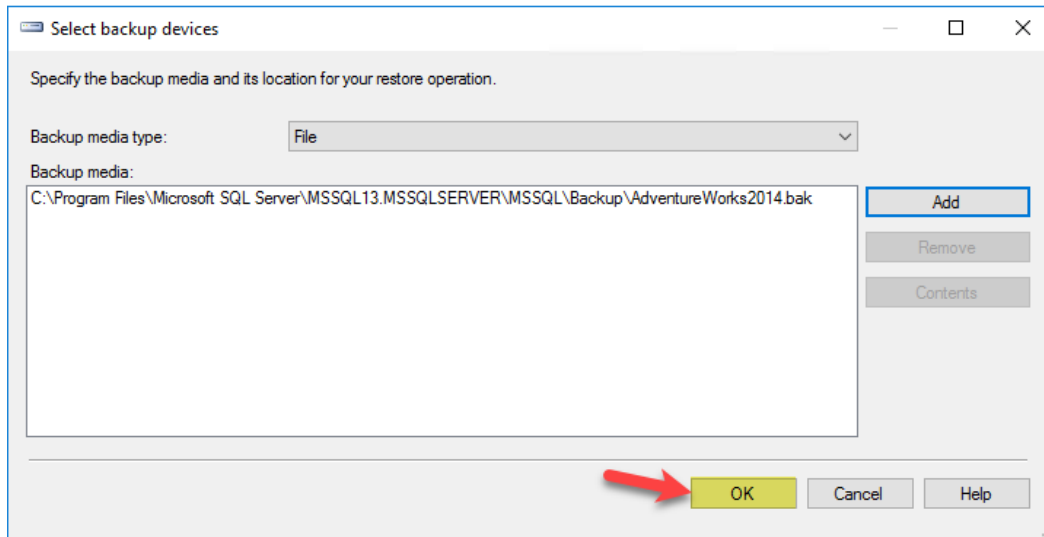 Select backup devices
Specify the backup media and its location for your restore operation.
Backup media type:
File
Backup media:
C:\Program Files\Microsoft SQL Server\MSSQL13.MSSQLSERVER\MSSQL\Backup\AdventureWorks2014.bak
Add
Remove
Contents
OK
Cancel
Help